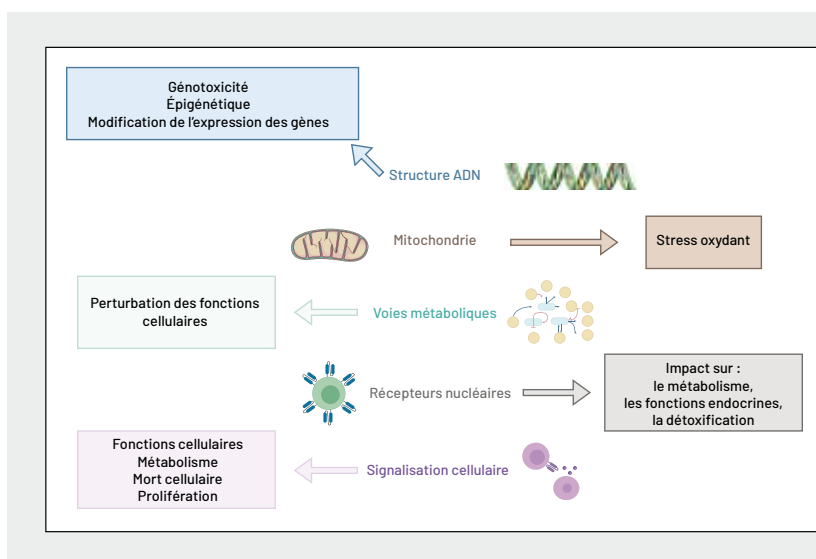 Génotoxicité
Épigénétique
Modification de l'expression des gènes
Structure ADN
Mitochondrie
Stress oxydant
Perturbation des fonctions
cellulaires
Voies métaboliques
Récepteurs nucléaires
Impact sur :
le métabolisme,
les fonctions endocrines,
la détoxification
Fonctions cellulaires
Métabolisme
Mort cellulaire
Prolifération
Signalisation cellulaire